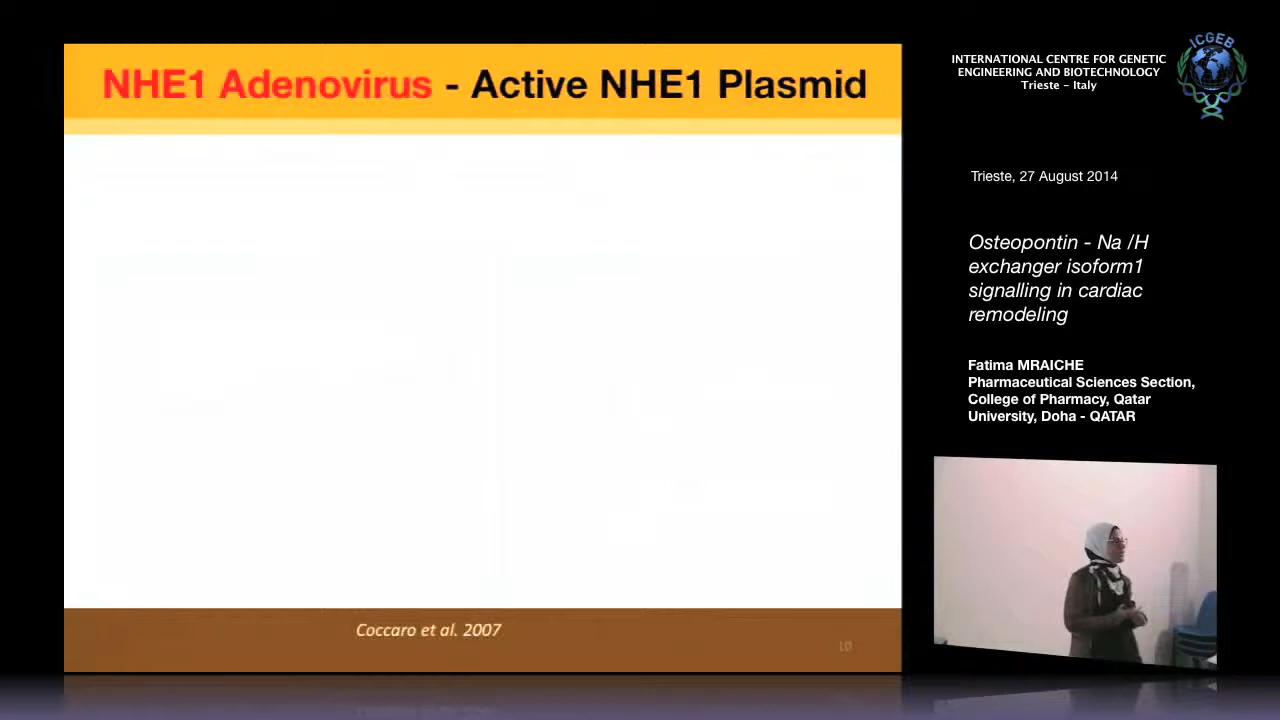 NHE1 Adenovirus - Active NHE1 Plasmid
Coccaro et al. 2007
10
INTERNATIONAL CENTRE FOR GENETIC
ENGINEERING AND BIOTECHNOLOGY
Trieste - Italy
ICGEB
Trieste, 27 August 2014
Osteopontin - Na /H
exchanger isoform1
signalling in cardiac
remodeling
Fatima MRAICHE
Pharmaceutical Sciences Section,
College of Pharmacy, Qatar
University, Doha - QATAR